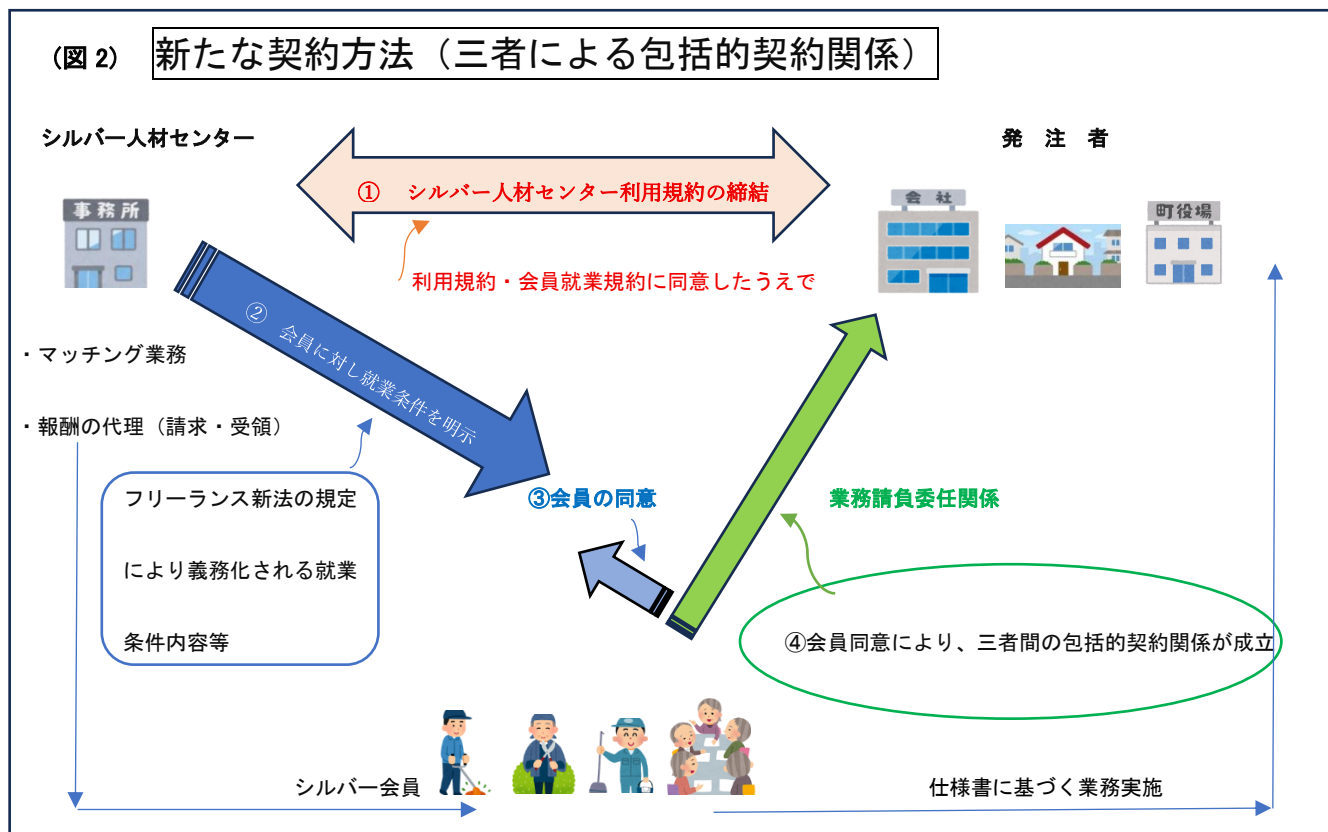 (図 2) 新たな契約方法（三者による包括的契約関係）
シルバー人材センター
発 注 者
事務所
① シルバー人材センター利用規約の締結
会社
町役場
利用規約・会員就業規約に同意したうえで
② 会員に対し就業条件を明示
・マッチング業務
・報酬の代理（請求・受領）
フリーランス新法の規定
により義務化される就業
条件内容等
③会員の同意
業務請負委任関係
④会員同意により、三者間の包括的契約関係が成立
シルバー会員
仕様書に基づく業務実施